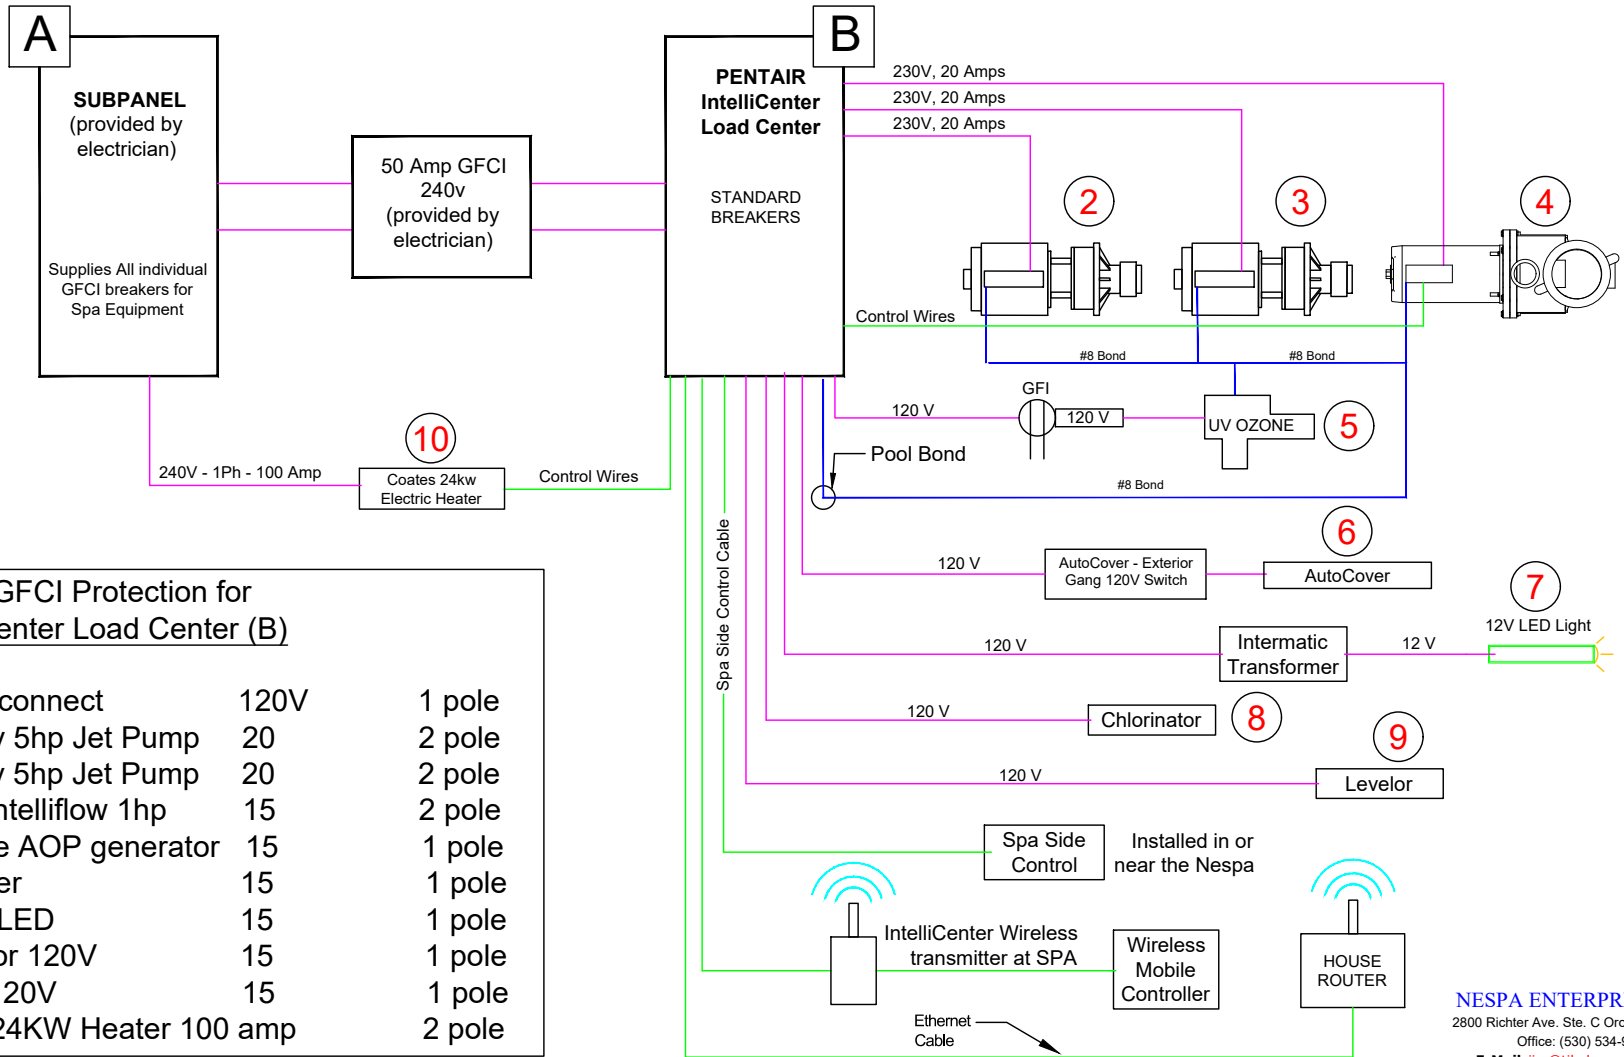 A
SUBPANEL
(provided by
electrician)
Supplies All individual
GFCI breakers for
Spa Equipment
50 Amp GFCI
240v
(provided by
electrician)
B
PENTAIR
IntelliCenter
Load Center
STANDARD
BREAKERS
230V, 20 Amps
230V, 20 Amps
230V, 20 Amps
2
3
4
Control Wires
#8 Bond
#8 Bond
120 V
GFI
120 V
UV OZONE
5
Pool Bond
#8 Bond
10
240V - 1Ph - 100 Amp
Coates 24kw
Electric Heater
Control Wires
Spa Side Control Cable
6
120 V
AutoCover - Exterior
Gang 120V Switch
AutoCover
7
12V LED Light
120 V
Intermatic
Transformer
12 V
120 V
Chlorinator
8
9
120 V
Levelor
Spa Side
Control
Installed in or
near the Nespa
IntelliCenter Wireless
transmitter at SPA
Wireless
Mobile
Controller
HOUSE
ROUTER
Ethernet
Cable
GFCI Protection for
enter Load Center (B)
connect 120V 1 pole
5hp Jet Pump 20 2 pole
5hp Jet Pump 20 2 pole
ntelliflow 1hp 15 2 pole
e AOP generator 15 1 pole
er 15 1 pole
LED 15 1 pole
or 120V 15 1 pole
20V 15 1 pole
24KW Heater 100 amp 2 pole
NESPA ENTERPR
2800 Richter Ave. Ste. C Oro
Office: (530) 534-